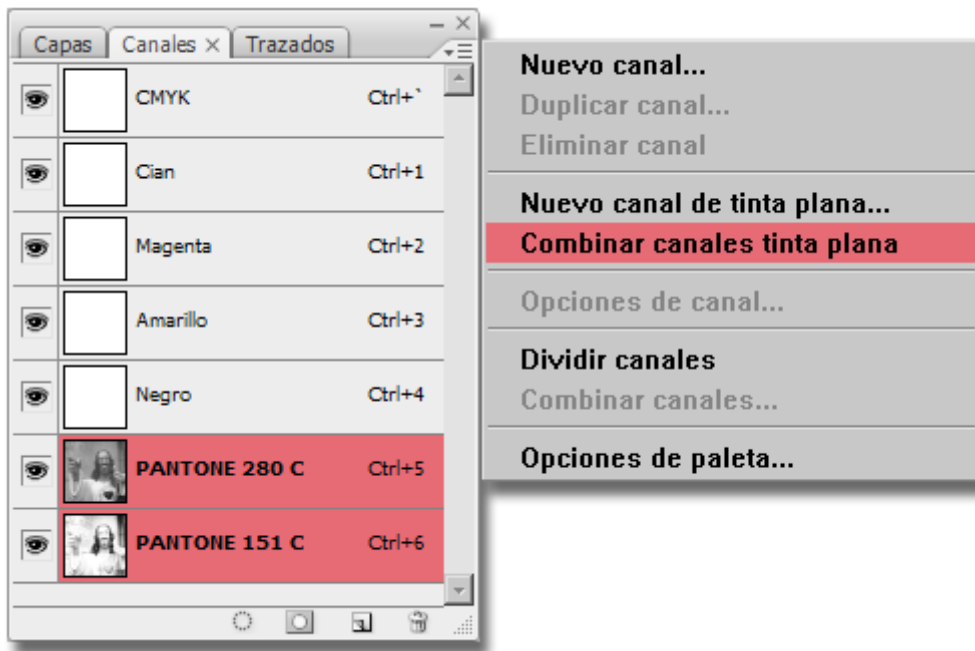 Capas Canales × Trazados
CMYK Ctrl+`
Cian Ctrl+1
Magenta Ctrl+2
Amarillo Ctrl+3
Negro Ctrl+4
PANTONE 280 C Ctrl+5
PANTONE 151 C Ctrl+6
Nuevo canal...
Duplicar canal...
Eliminar canal
Nuevo canal de tinta plana...
Combinar canales tinta plana
Opciones de canal...
Dividir canales
Combinar canales...
Opciones de paleta...